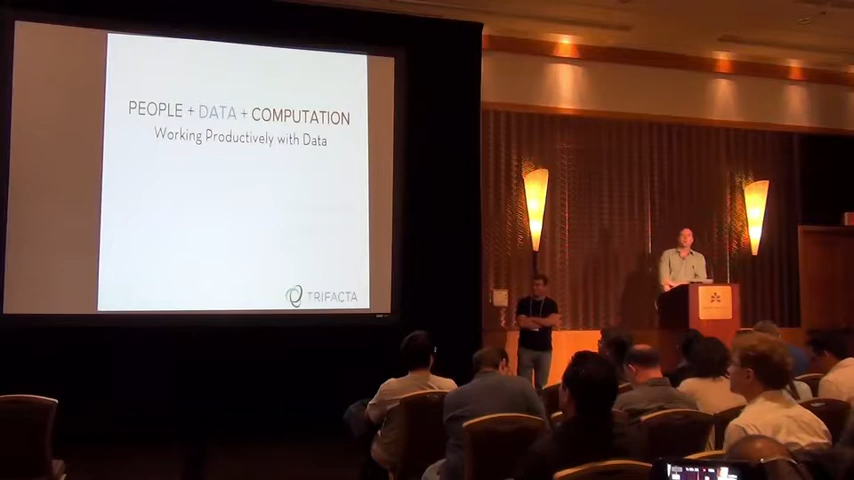 PEOPLE + DATA + COMPUTATION
Working Productively with Data
TRIFACTA